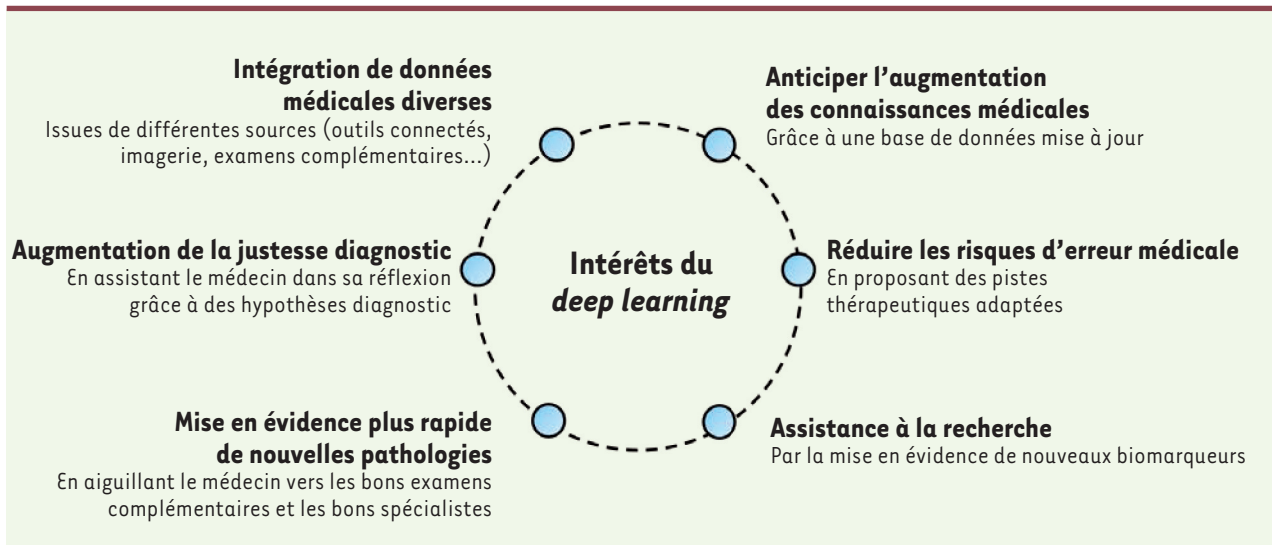 Intégration de données
médicales diverses
Issues de différentes sources (outils connectés,
imagerie, examens complémentaires...)
Anticiper l'augmentation
des connaissances médicales
Grâce à une base de données mise à jour
Augmentation de la justesse diagnostic
En assistant le médecin dans sa réflexion
grâce à des hypothèses diagnostic
Intérêts du
deep learning
Réduire les risques d'erreur médicale
En proposant des pistes
thérapeutiques adaptées
Mise en évidence plus rapide
de nouvelles pathologies
En aiguillant le médecin vers les bons examens
complémentaires et les bons spécialistes
Assistance à la recherche
Par la mise en évidence de nouveaux biomarqueurs